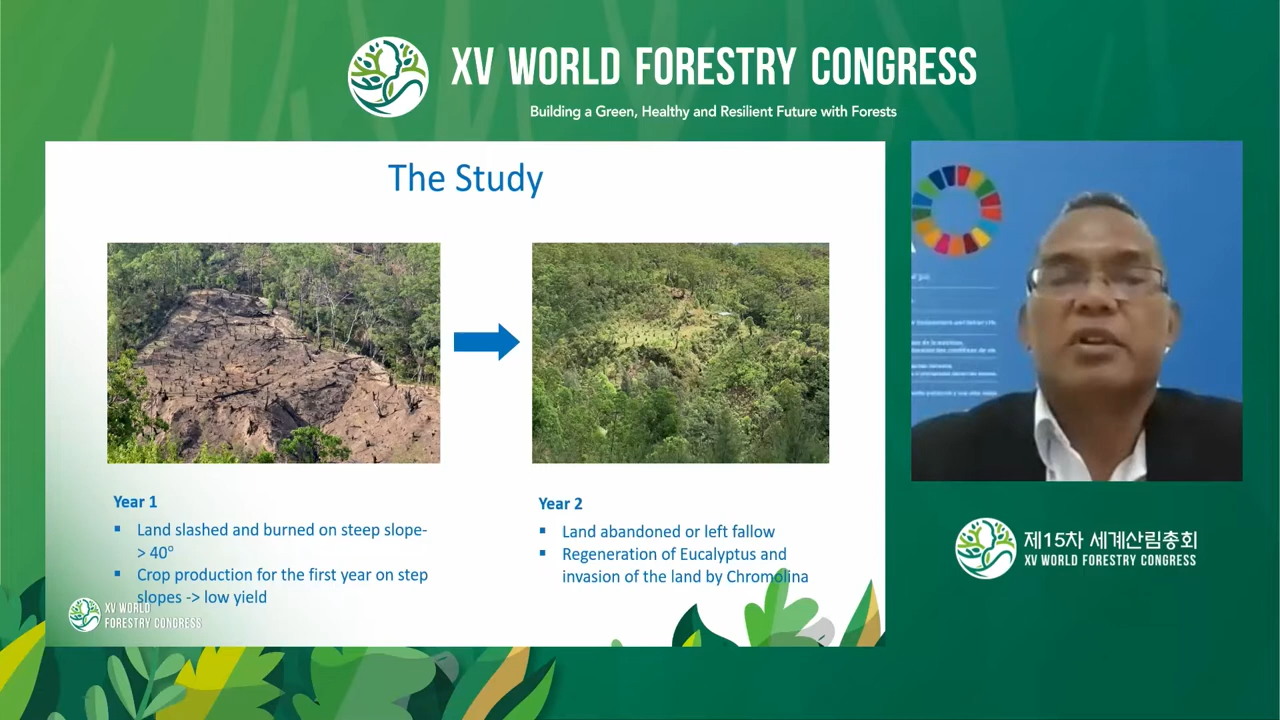 XV WORLD FORESTRY CONGRESS
Building a Green, Healthy and Resilient Future with Forests
The Study
Year 1
▪ Land slashed and burned on steep slope-
> 40°
▪ Crop production for the first year on step
slopes -> low yield
Year 2
▪ Land abandoned or left fallow
▪ Regeneration of Eucalyptus and
invasion of the land by Chromolina
XV WORLD
FORESTRY CONGRESS
제15차 세계산림총회
XV WORLD FORESTRY CONGRESS